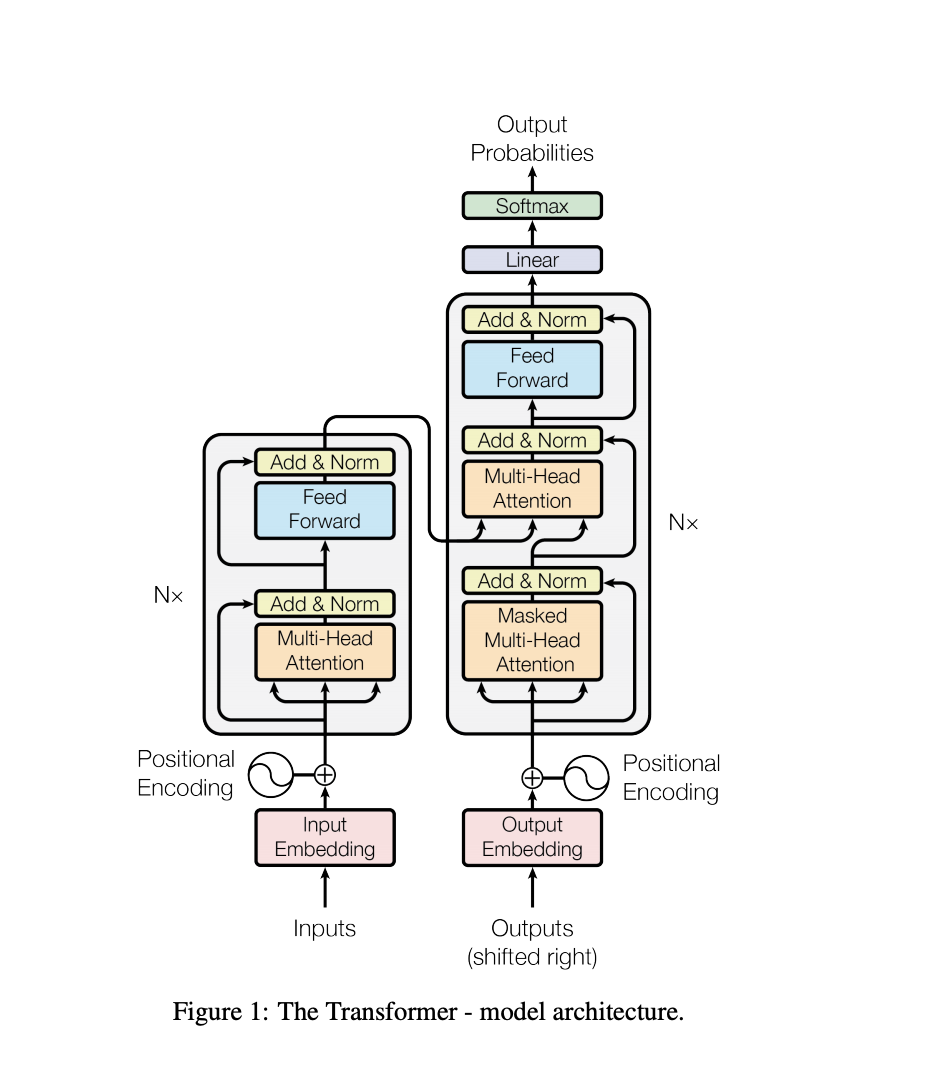 Output
Probabilities
Softmax
Linear
Add & Norm
Feed
Forward
Add & Norm
Multi-Head
Attention
Add & Norm
Masked
Multi-Head
Attention
N×
Add & Norm
Feed
Forward
Add & Norm
Multi-Head
Attention
N×
Positional
Encoding
Positional
Encoding
Input
Embedding
Output
Embedding
Inputs
Outputs
(shifted right)
Figure 1: The Transformer - model architecture.